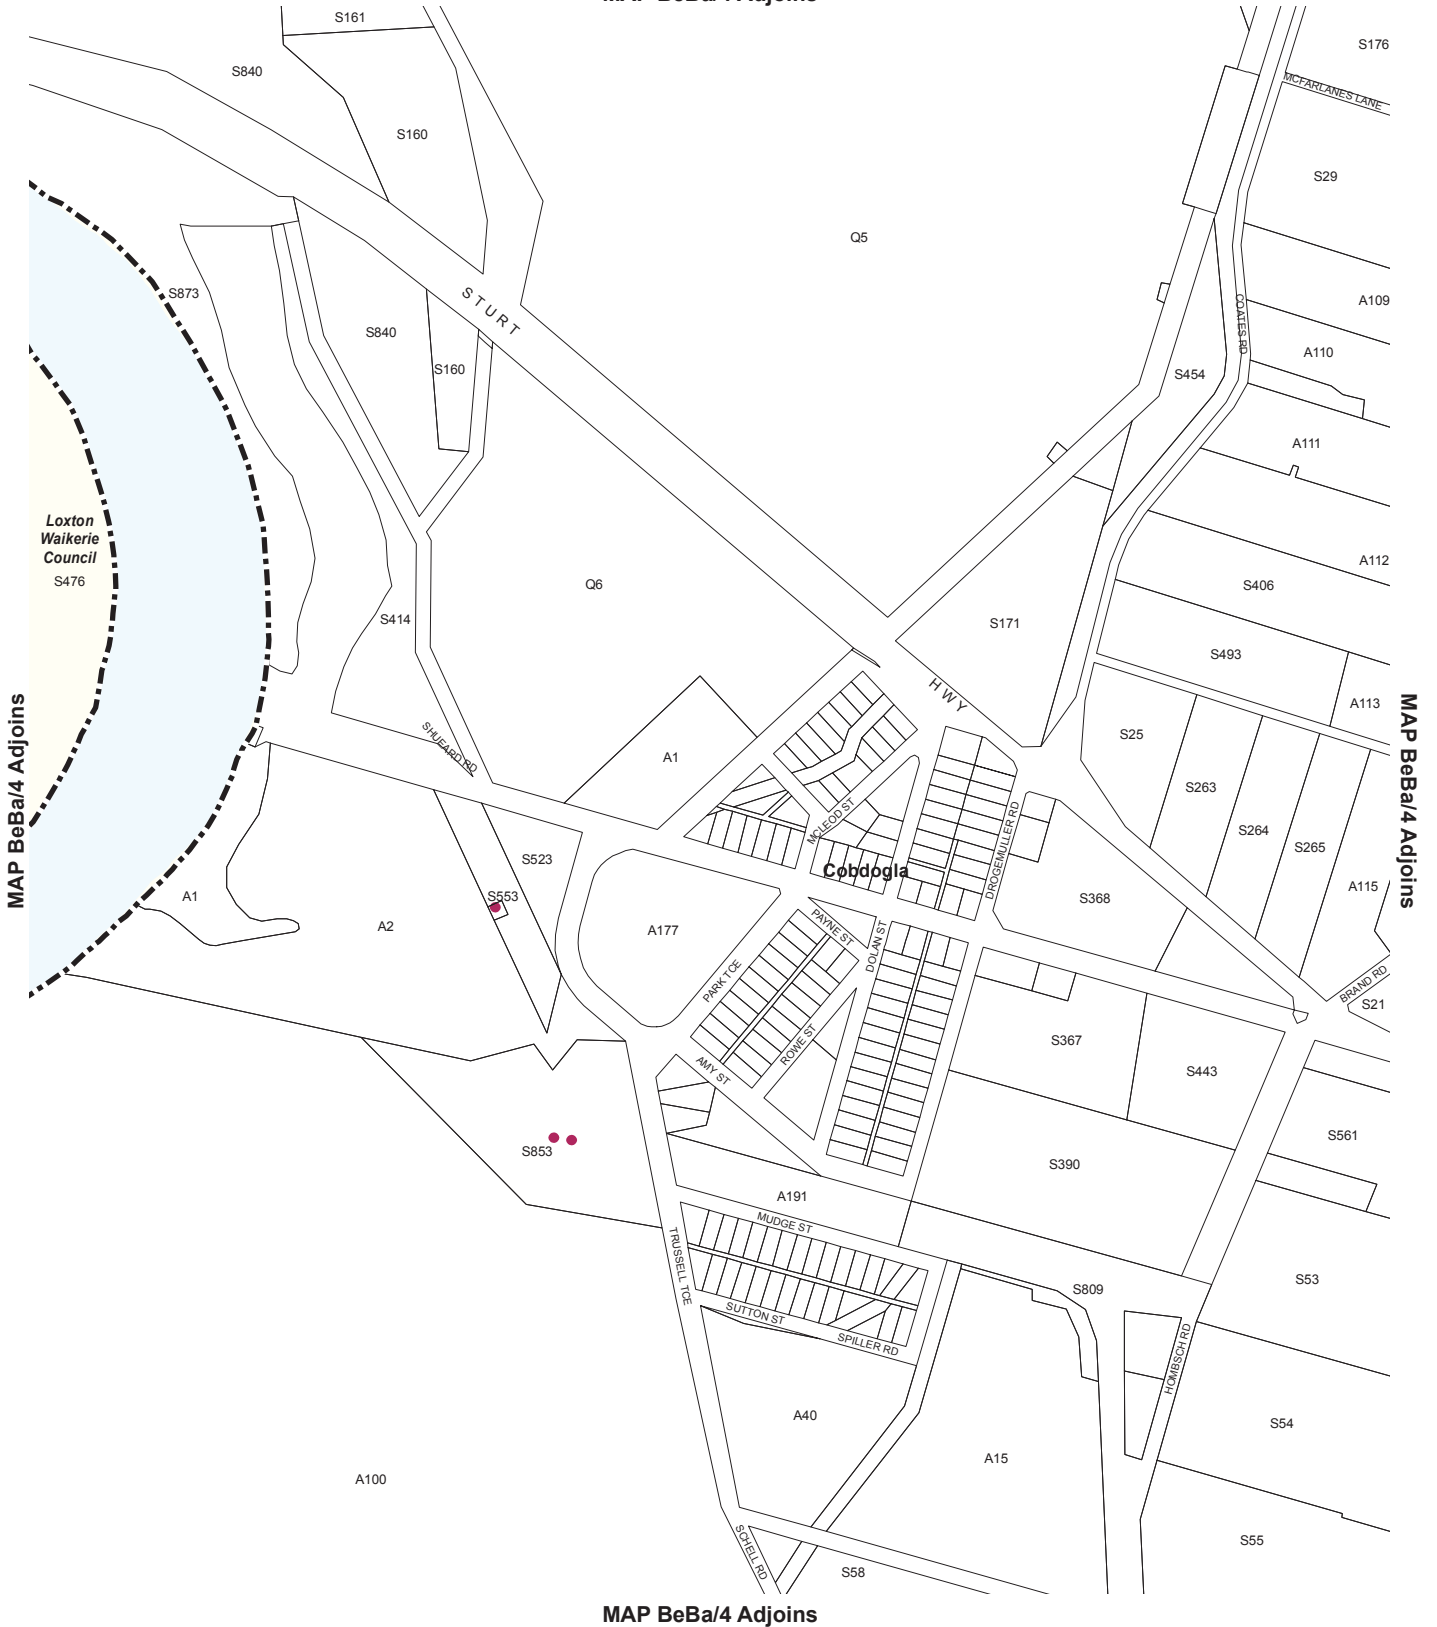 MAP BeBa/4 Adjoins
S161
S176
S840
MCFARLANES LANE
S160
S29
Q5
S873
STURT
A109
COATES RD
S840
A110
S160
S454
A111
Loxton
Waikerie
Council
S476
A112
Q6
S406
S414
S171
S493
MAP BeBa/4 Adjoins
HWY
A113
MAP BeBa/4 Adjoins
SHUEARD RD
S25
A1
S263
MCLEOD ST
DROGEMULLER RD
S264
S265
S523
Cobdogla
A115
A1
S553
S368
A2
A177
PAYNE ST
DOLAN ST
PARK TCE
BRAND RD
S21
ROWE ST
S367
AMY ST
S443
S561
S853
S390
A191
MUDGE ST
TRUSSELL TCE
S53
S809
SUTTON ST
SPILLER RD
HOMBSCH RD
A40
S54
A15
A100
SCHELL RD
S55
S58
MAP BeBa/4 Adjoins